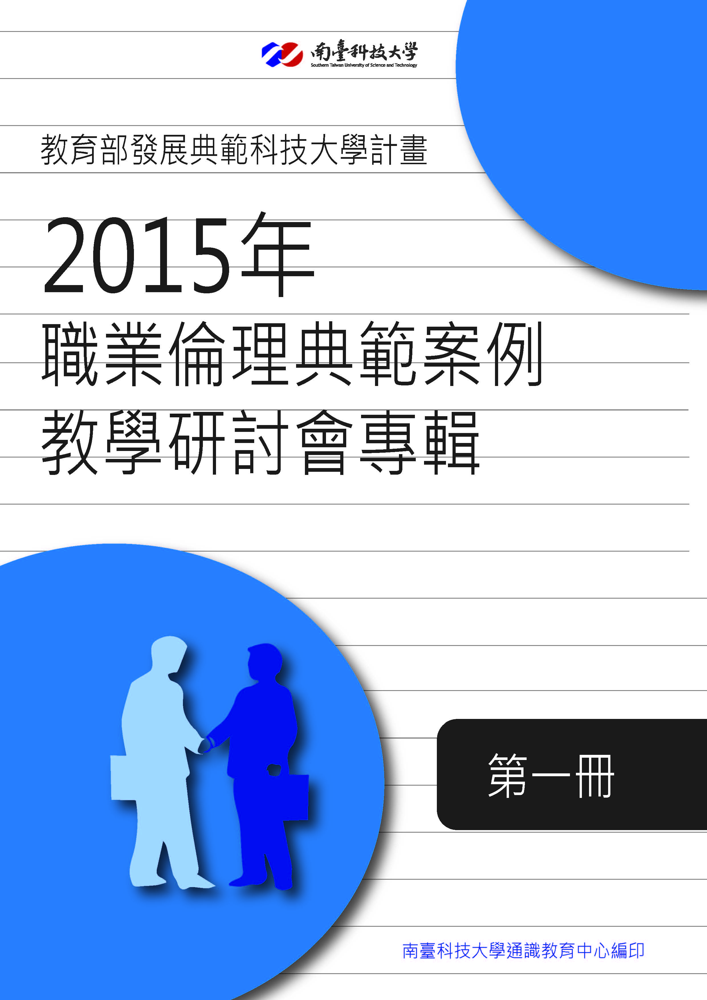 南臺科技大學
Southern Taiwan University of Science and Technology
教育部發展典範科技大學計畫
2015年
職業倫理典範案例
教學研討會專輯
第一冊
南臺科技大學通識教育中心編印